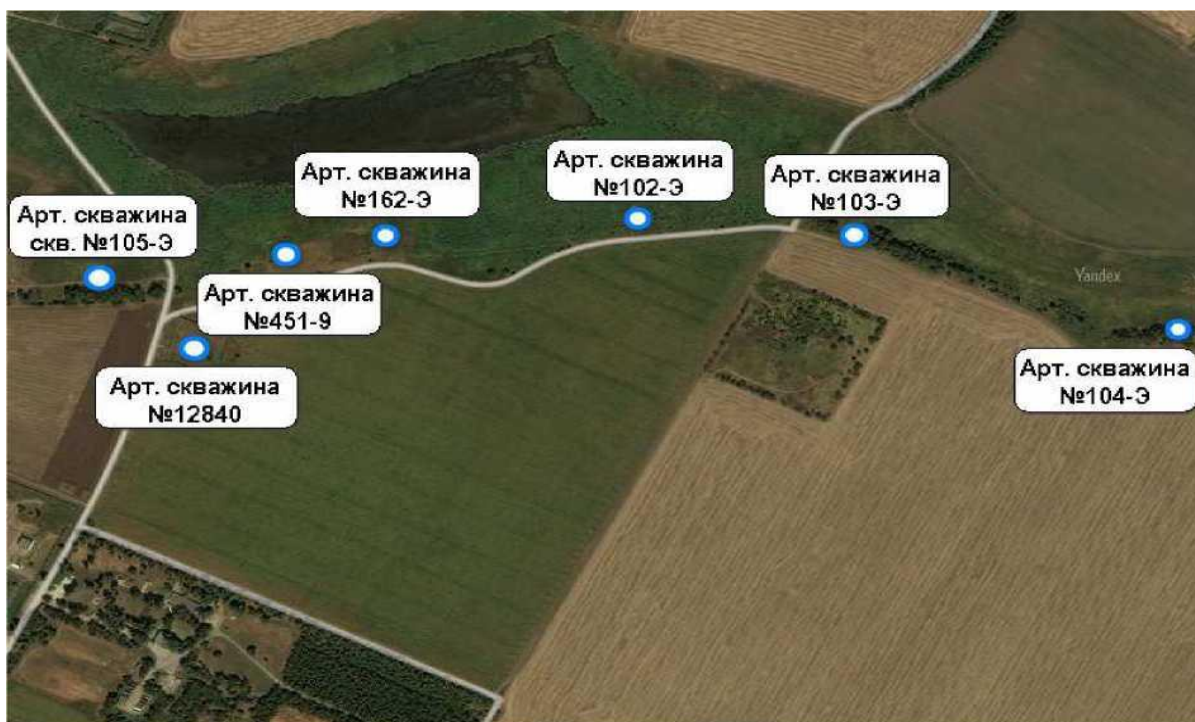 Арт. скважина
№162-Э
Арт. скважина
№102-Э
Арт. скважина
№103-Э
Арт. скважина
скв. №105-Э
Арт. скважина
№451-9
Арт. скважина
№12840
Yandex
Арт. скважина
№104-Э